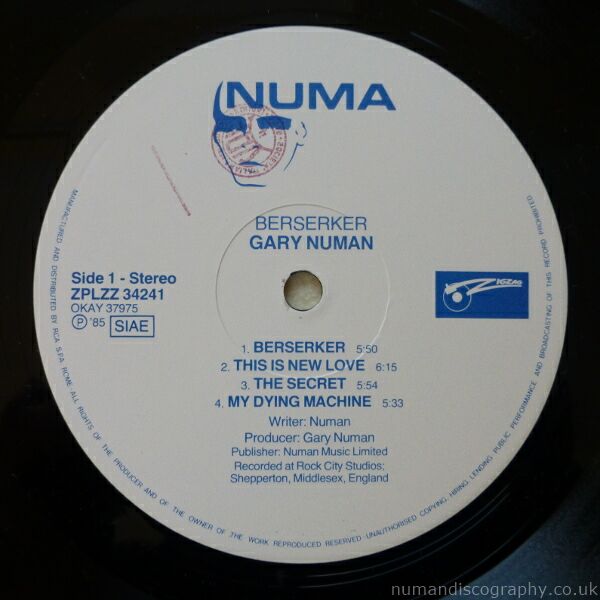 NUMA
BERSERKER
GARY NUMAN
Side 1 - Stereo
ZPLZZ 34241
OKAY 37975
Ⓟ '85 SIAE
ZIGZAG
1. BERSERKER 5:50
2. THIS IS NEW LOVE 6:15
3. THE SECRET 5:54
4. MY DYING MACHINE 5:33
Writer: Numan
Producer: Gary Numan
Publisher: Numan Music Limited
Recorded at Rock City Studios;
Shepperton, Middlesex, England
MANUFACTURED AND DISTRIBUTED BY RCA S.P.A. ROME ALL RIGHTS OF THE PRODUCER AND OF THE OWNER OF THE WORK REPRODUCED RESERVED UNAUTHORISED COPYING HIRING LENDING PUBLIC PERFORMANCE AND BROADCASTING OF THIS RECORD PROHIBITED
numandiscography.co.uk